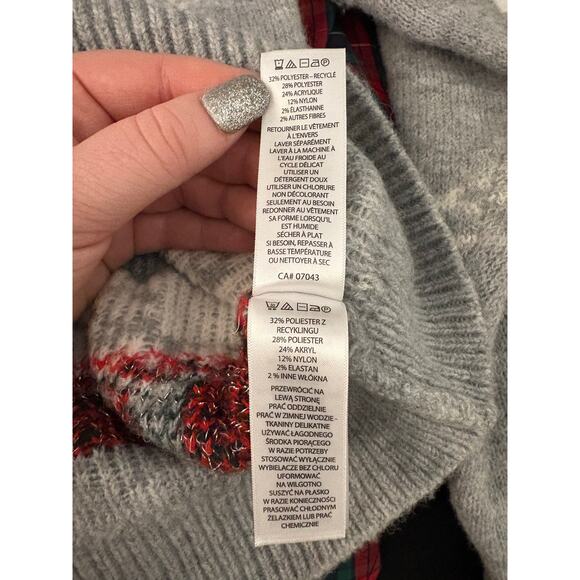 32% POLYESTER – RECYCLÉ
28% POLYESTER
24% ACRYLIQUE
12% NYLON
2% ÉLASTHANNE
2% AUTRES FIBRES
RETOURNER LE VÊTEMENT
À L'ENVERS
LAVER SÉPARÉMENT
LAVER À LA MACHINE À
L'EAU FROIDE AU
CYCLE DÉLICAT
UTILISER UN
DÉTERGENT DOUX
UTILISER UN CHLORURE
NON DÉCOLORANT
SEULEMENT AU BESOIN
REDONNER AU VÊTEMENT
SA FORME LORSQU'IL
EST HUMIDE
SÉCHER À PLAT
SI BESOIN, REPASSER À
BASSE TEMPÉRATURE
OU NETTOYER À SEC
CA# 07043
32% POLIESTER Z
RECYKLINGU
28% POLIESTER
24% AKRYL
12% NYLON
2% ELASTAN
2 % INNE WŁÓKNA
PRZEWRÓCIĆ NA
LEWĄ STRONĘ
PRAĆ ODDZIELNIE
PRAĆ W ZIMNEJ WODZIE -
TKANINY DELIKATNE
UŻYWAĆ ŁAGODNEGO
ŚRODKA PIORĄCEGO
W RAZIE POTRZEBY
STOSOWAĆ WYŁĄCZNIE
WYBIELACZE BEZ CHLORU
UFORMOWAĆ
NA WILGOTNO
SUSZYĆ NA PŁASKO
W RAZIE KONIECZNOŚCI
PRASOWAĆ CHŁODNYM
ŻELAZKIEM LUB PRAĆ
CHEMICZNIE